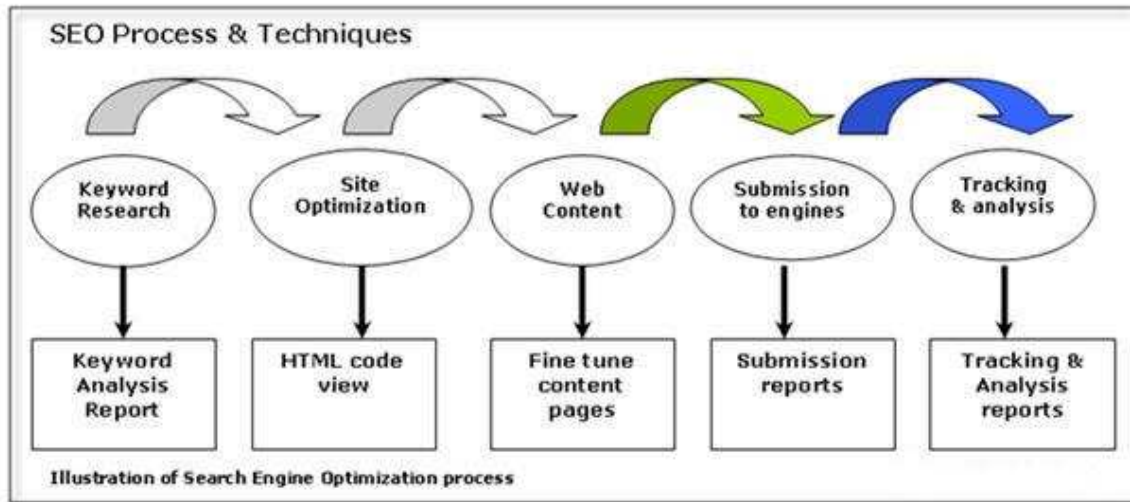 SEO Process & Techniques
Keyword
Research
Site
Optimization
Web
Content
Submission
to engines
Tracking
& analysis
Keyword
Analysis
Report
HTML code
view
Fine tune
content
pages
Submission
reports
Tracking &
Analysis
reports
Illustration of Search Engine Optimization process